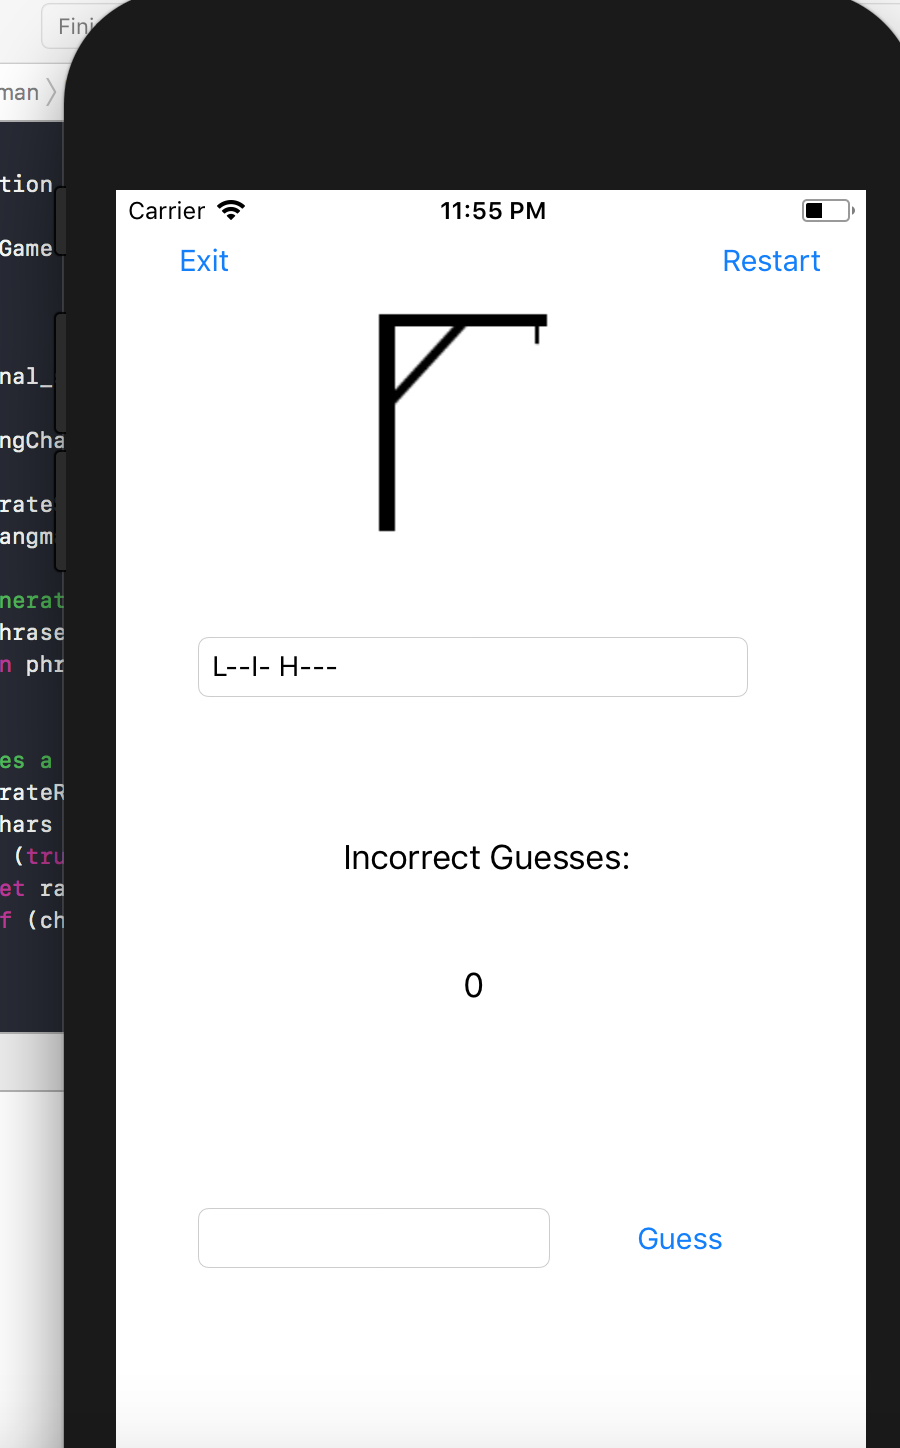 Fini
man
tion
Game
nal_
ngCha
rate
angm
nerat
hrase
n phr
es a
rateR
hars
(tru
et ra
f (ch
Carrier 11:55 PM
Exit Restart
L--I- H---
Incorrect Guesses:
0
Guess